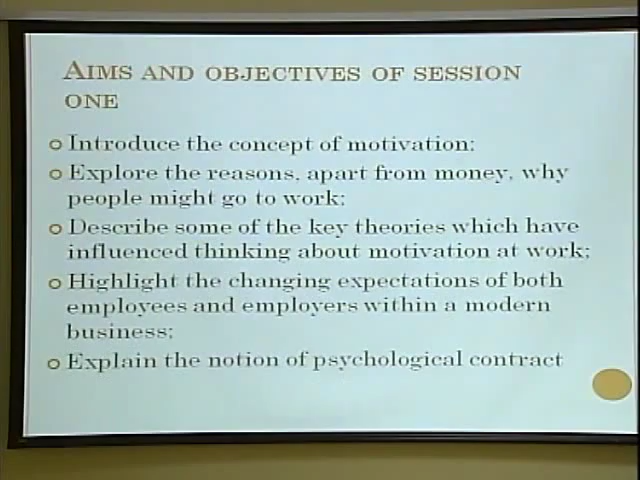 AIMS AND OBJECTIVES OF SESSION
ONE
Introduce the concept of motivation;
Explore the reasons, apart from money, why
people might go to work;
Describe some of the key theories which have
influenced thinking about motivation at work;
Highlight the changing expectations of both
employees and employers within a modern
business;
Explain the notion of psychological contract